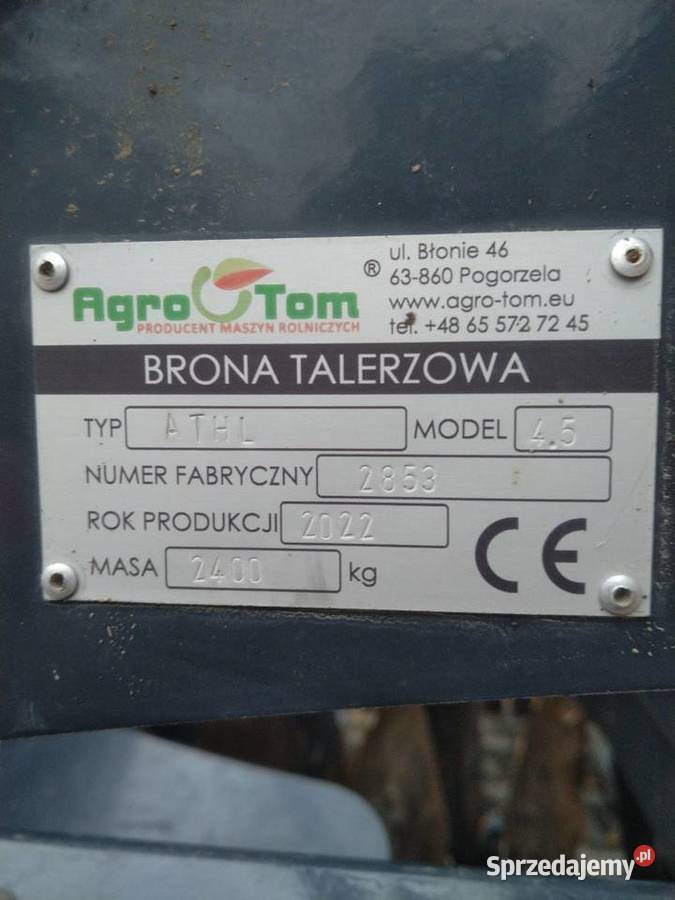 Agro Tom ®
PRODUCENT MASZYN ROLNICZYCH
ul. Błonie 46
63-860 Pogorzela
www.agro-tom.eu
tel. +48 65 572 72 45
BRONA TALERZOWA
TYP ATHL MODEL 4.5
NUMER FABRYCZNY 2853
ROK PRODUKCJI 2022
MASA 2400 kg
CE
Sprzedajemy.pl